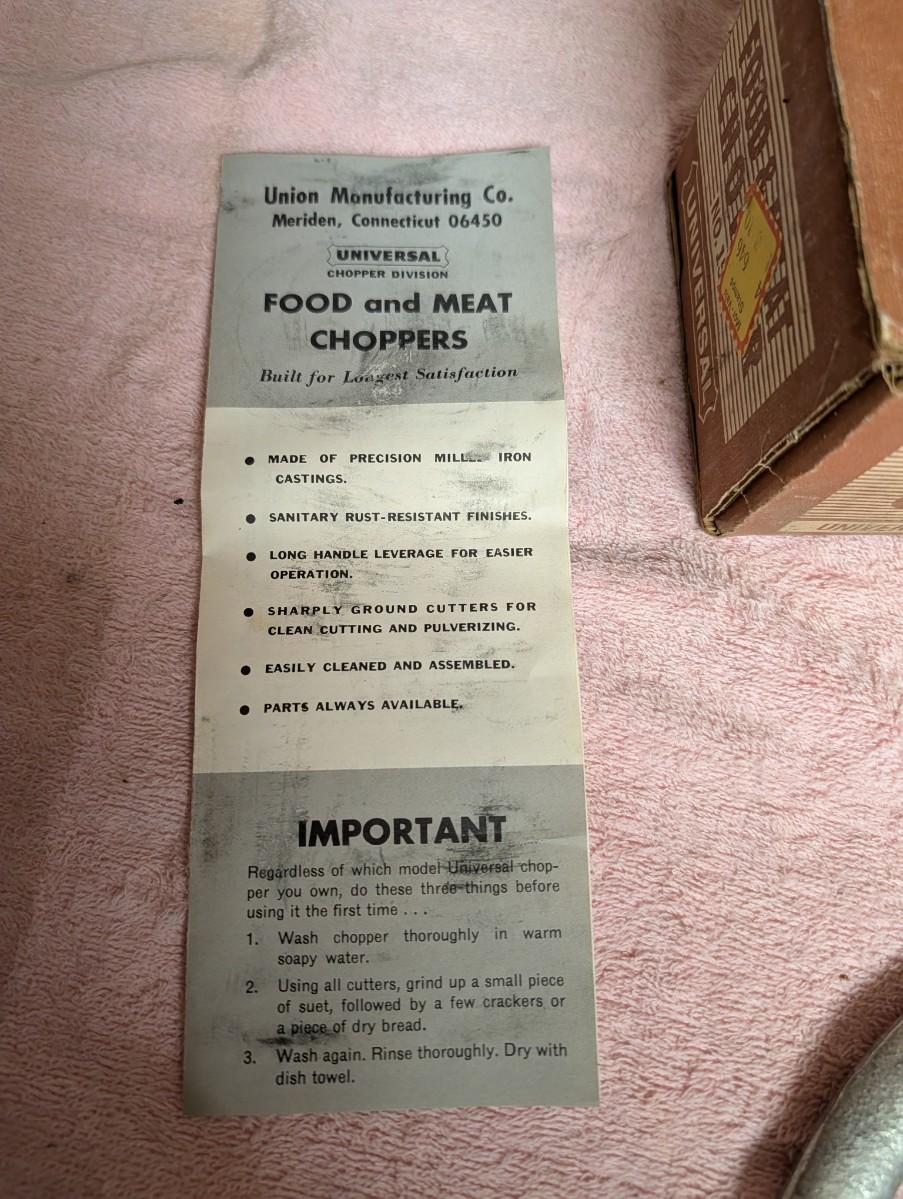 Union Manufacturing Co.
Meriden, Connecticut 06450
UNIVERSAL
CHOPPER DIVISION
FOOD and MEAT
CHOPPERS
Built for Longest Satisfaction
● MADE OF PRECISION IRON
CASTINGS.
● SANITARY RUST-RESISTANT FINISHES.
● LONG HANDLE LEVERAGE FOR EASIER
OPERATION.
● SHARPLY GROUND CUTTERS FOR
CLEAN CUTTING AND PULVERIZING.
● EASILY CLEANED AND ASSEMBLED.
● PARTS ALWAYS AVAILABLE.
IMPORTANT
Regardless of which model Universal chop-
per you own, do these three things before
using it the first time . . .
1. Wash chopper thoroughly in warm
soapy water.
2. Using all cutters, grind up a small piece
of suet, followed by a few crackers or
a piece of dry bread.
3. Wash again. Rinse thoroughly. Dry with
dish towel.
FOOD
NO.
UNIVERSAL